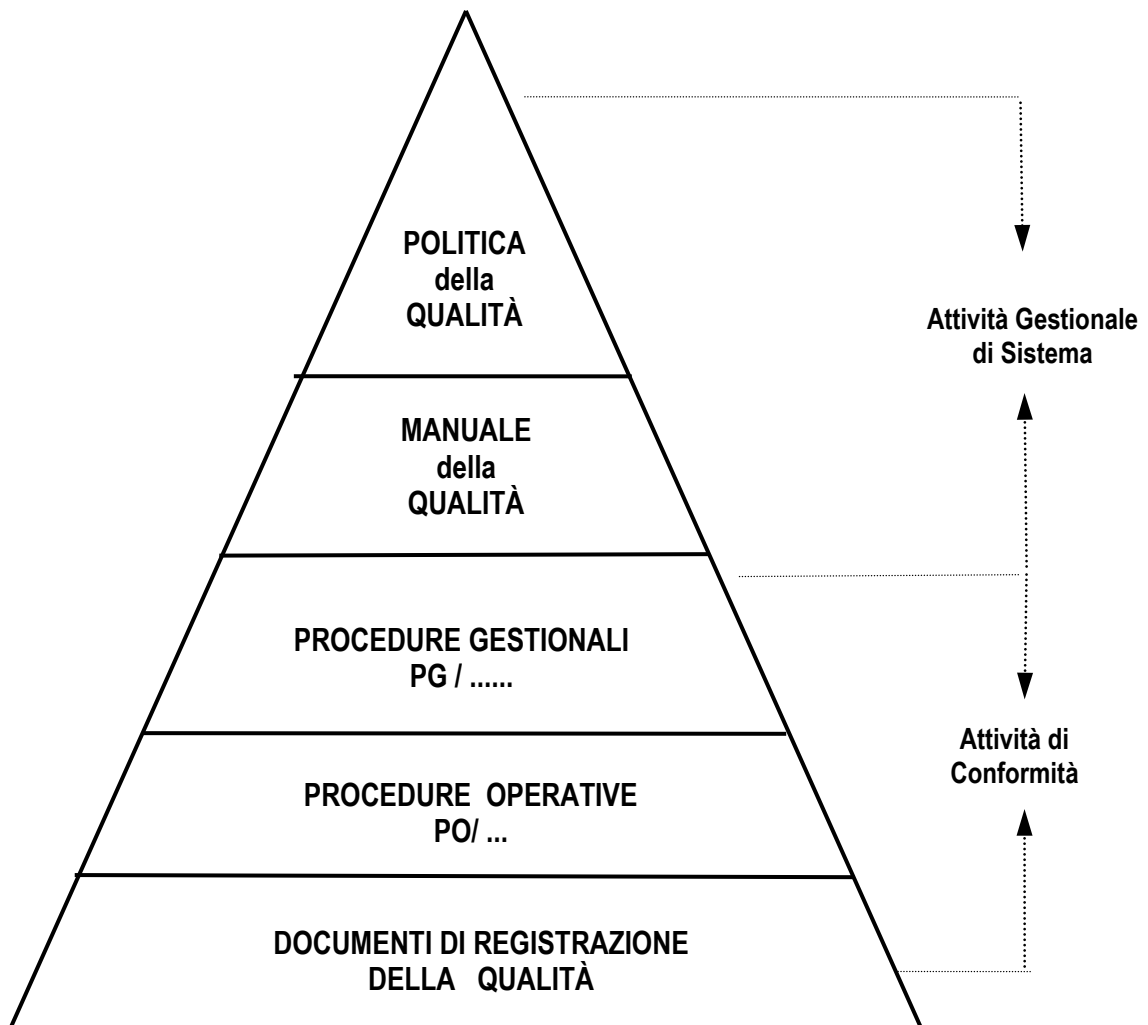 POLITICA
della
QUALITÀ
Attività Gestionale
di Sistema
MANUALE
della
QUALITÀ
PROCEDURE GESTIONALI
PG / ......
Attività di
Conformità
PROCEDURE OPERATIVE
PO/ ...
DOCUMENTI DI REGISTRAZIONE
DELLA QUALITÀ